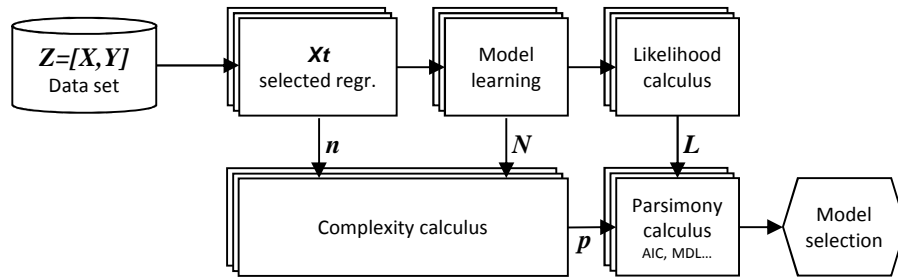 Z=[X,Y]
Data set
Xt
selected regr.
Model
learning
Likelihood
calculus
n
N
L
Complexity calculus
p
Parsimony
calculus
AIC, MDL...
Model
selection